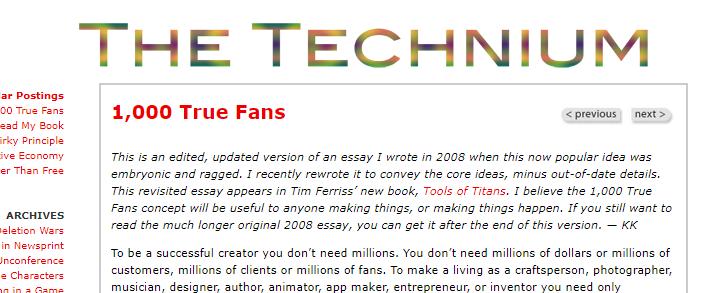 THE TECHNIUM
ar Postings
00 True Fans
ead My Book
irky Principle
tive Economy
er Than Free
ARCHIVES
Deletion Wars
in Newsprint
Unconference
e Characters
ng in a Game
1,000 True Fans
< previous
next >
This is an edited, updated version of an essay I wrote in 2008 when this now popular idea was
embryonic and ragged. I recently rewrote it to convey the core ideas, minus out-of-date details.
This revisited essay appears in Tim Ferriss’ new book, Tools of Titans. I believe the 1,000 True
Fans concept will be useful to anyone making things, or making things happen. If you still want to
read the much longer original 2008 essay, you can get it after the end of this version. — KK
To be a successful creator you don’t need millions. You don’t need millions of dollars or millions of
customers, millions of clients or millions of fans. To make a living as a craftsperson, photographer,
musician, designer, author, animator, app maker, entrepreneur, or inventor you need only